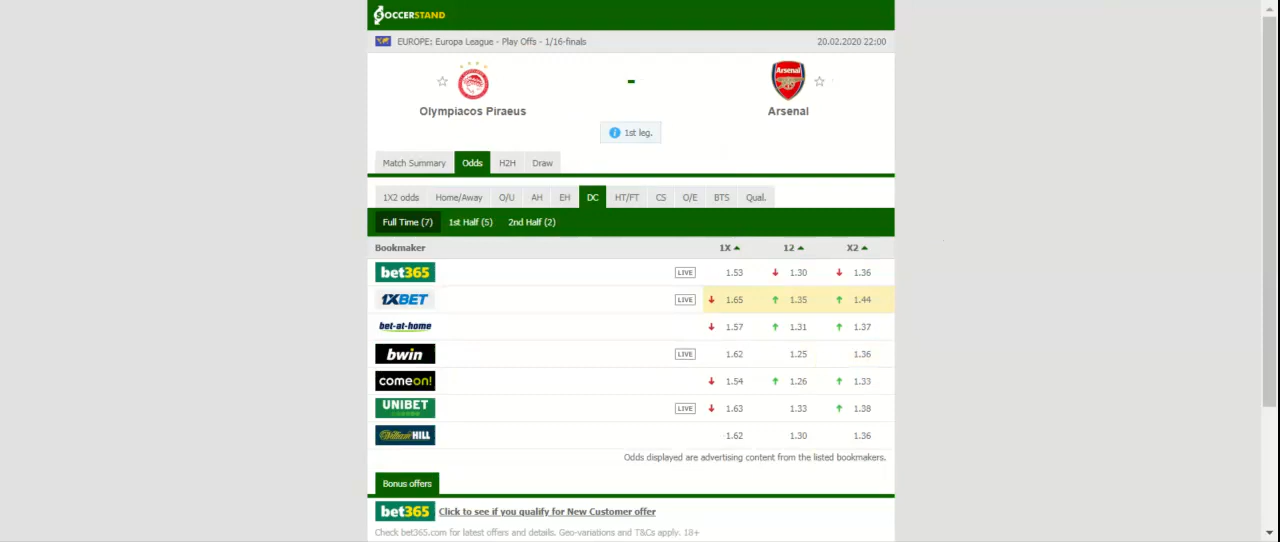 SOCCERSTAND
EUROPE: Europa League - Play Offs - 1/16-finals 20.02.2020 22:00
Arsenal
-
Olympiacos Piraeus Arsenal
i 1st leg.
Match Summary Odds H2H Draw
1X2 odds Home/Away O/U AH EH DC HT/FT CS O/E BTS Qual.
Full Time (7) 1st Half (5) 2nd Half (2)
Bookmaker 1X 12 X2
bet365 LIVE 1.53 1.30 1.36
1XBET LIVE 1.65 1.35 1.44
bet-at-home 1.57 1.31 1.37
bwin LIVE 1.62 1.25 1.36
comeon! 1.54 1.26 1.33
UNIBET LIVE 1.63 1.33 1.38
William HILL 1.62 1.30 1.36
Odds displayed are advertising content from the listed bookmakers.
Bonus offers
bet365 Click to see if you qualify for New Customer offer
Check bet365.com for latest offers and details. Geo-variations and T&Cs apply. 18+